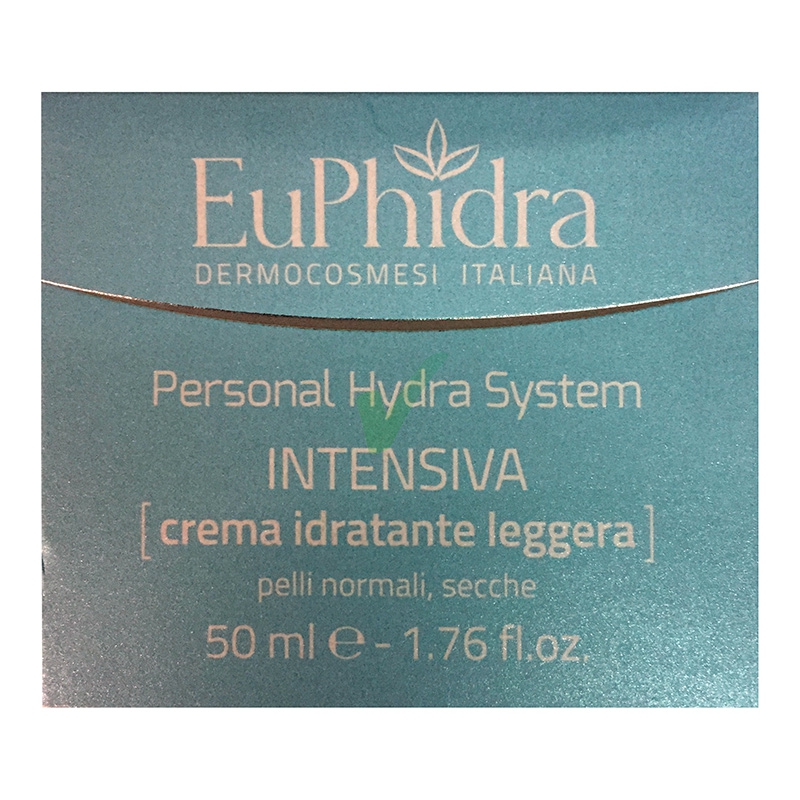 EuPhidra
DERMOCOSMESI ITALIANA
Personal Hydra System
INTENSIVA
[crema idratante leggera]
pelli normali, secche
50 ml ℮ - 1.76 fl.oz.